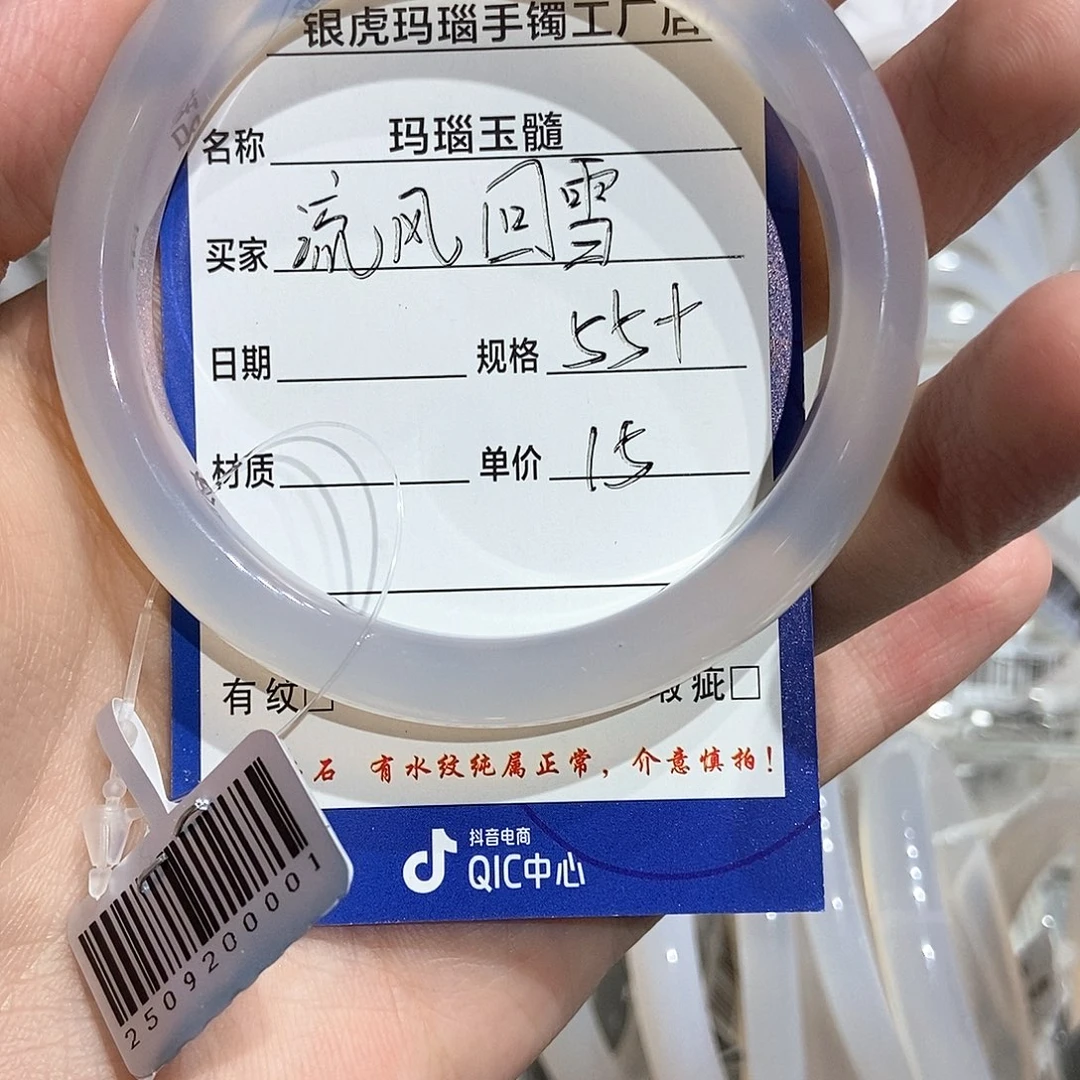 银虎玛瑙手镯工厂店
名称 玛瑙玉髓
买家 流风回雪
日期 规格 55+
材质 单价 15
有纹□ 瑕疵□
石 有水纹纯属正常，介意慎拍！
抖音电商
QIC中心
2509200001